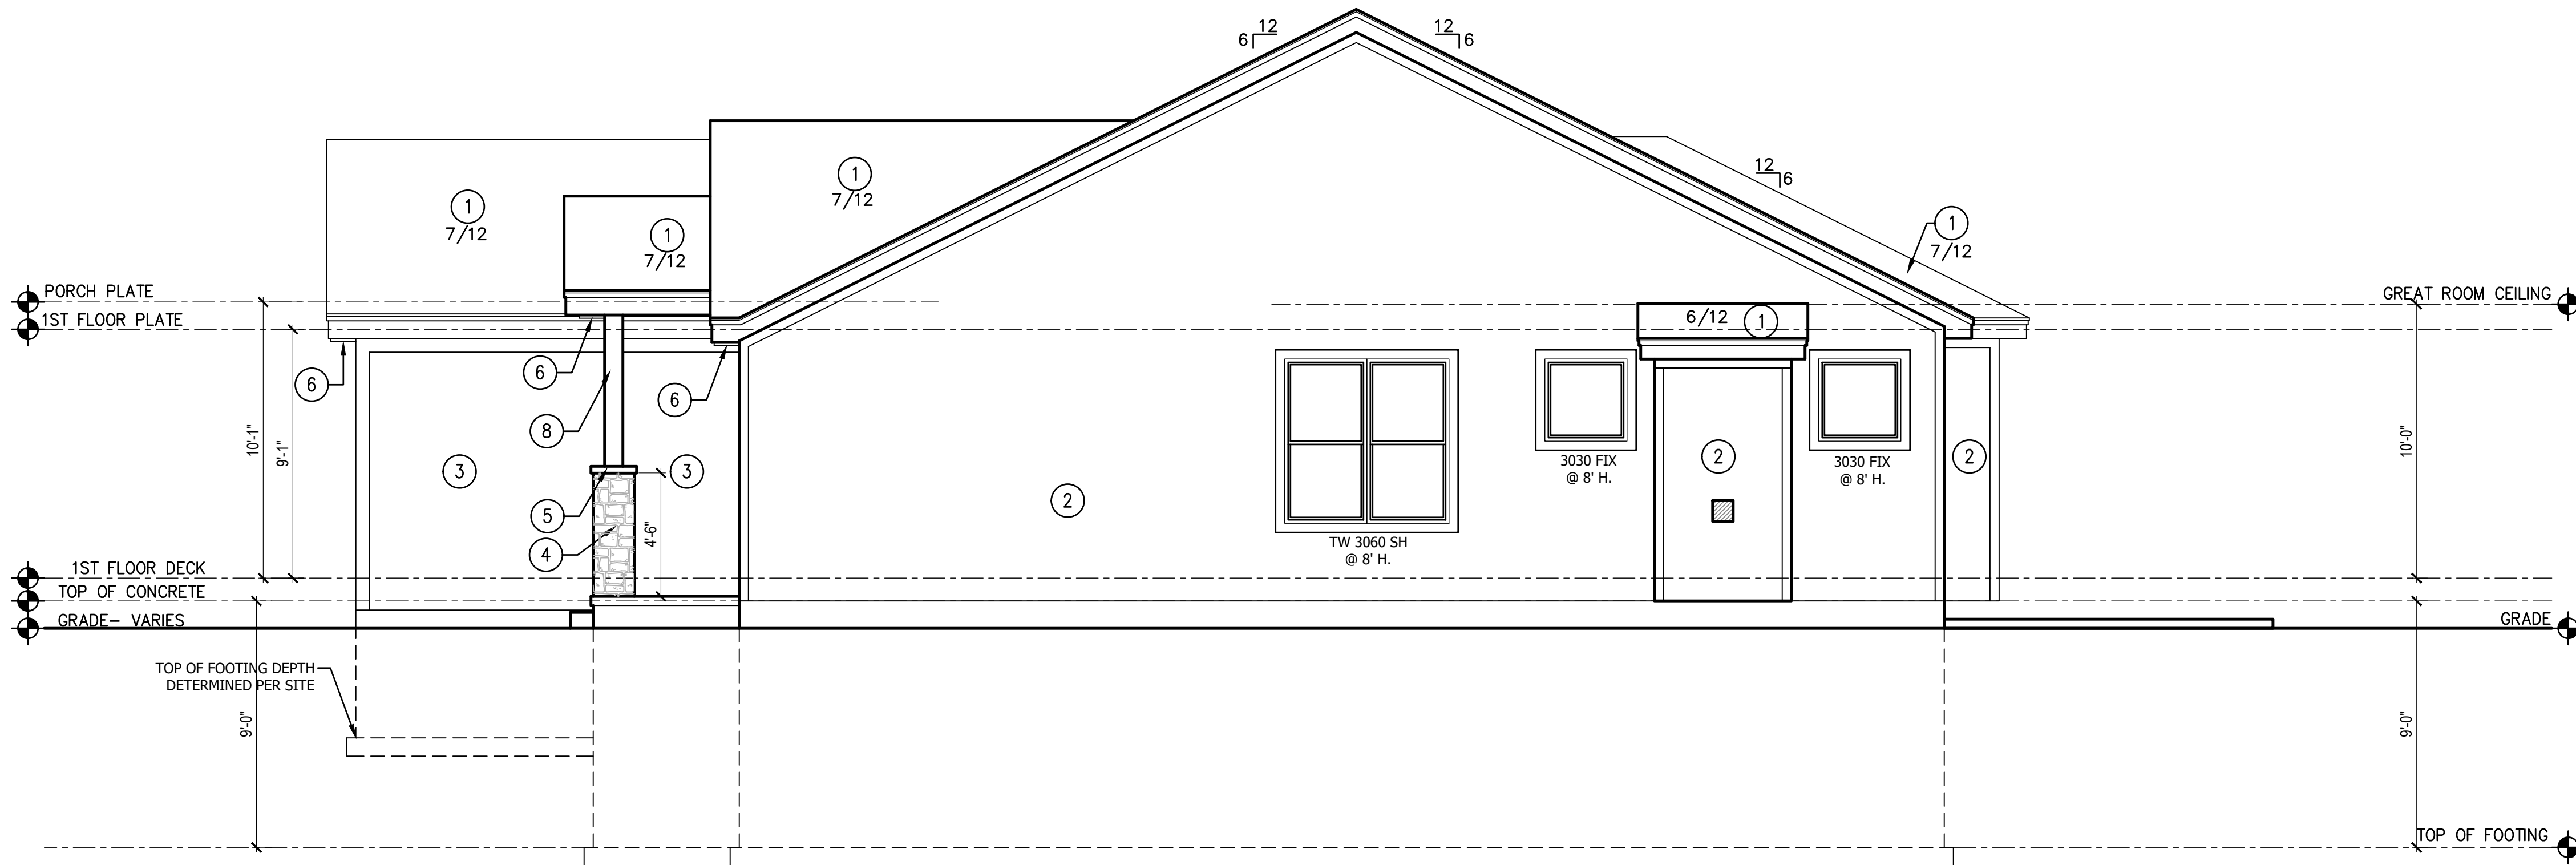 12
6
12
6
12
6
1
7/12
1
7/12
1
7/12
1
7/12
PORCH PLATE
1ST FLOOR PLATE
GREAT ROOM CEILING
6/12 1
6
6
6
8
3
3
5
4
2
2
2
10'-1"
9'-1"
4'-6"
10'-0"
TW 3060 SH
@ 8' H.
3030 FIX
@ 8' H.
3030 FIX
@ 8' H.
1ST FLOOR DECK
TOP OF CONCRETE
GRADE- VARIES
GRADE
TOP OF FOOTING DEPTH
DETERMINED PER SITE
9'-0"
9'-0"
TOP OF FOOTING